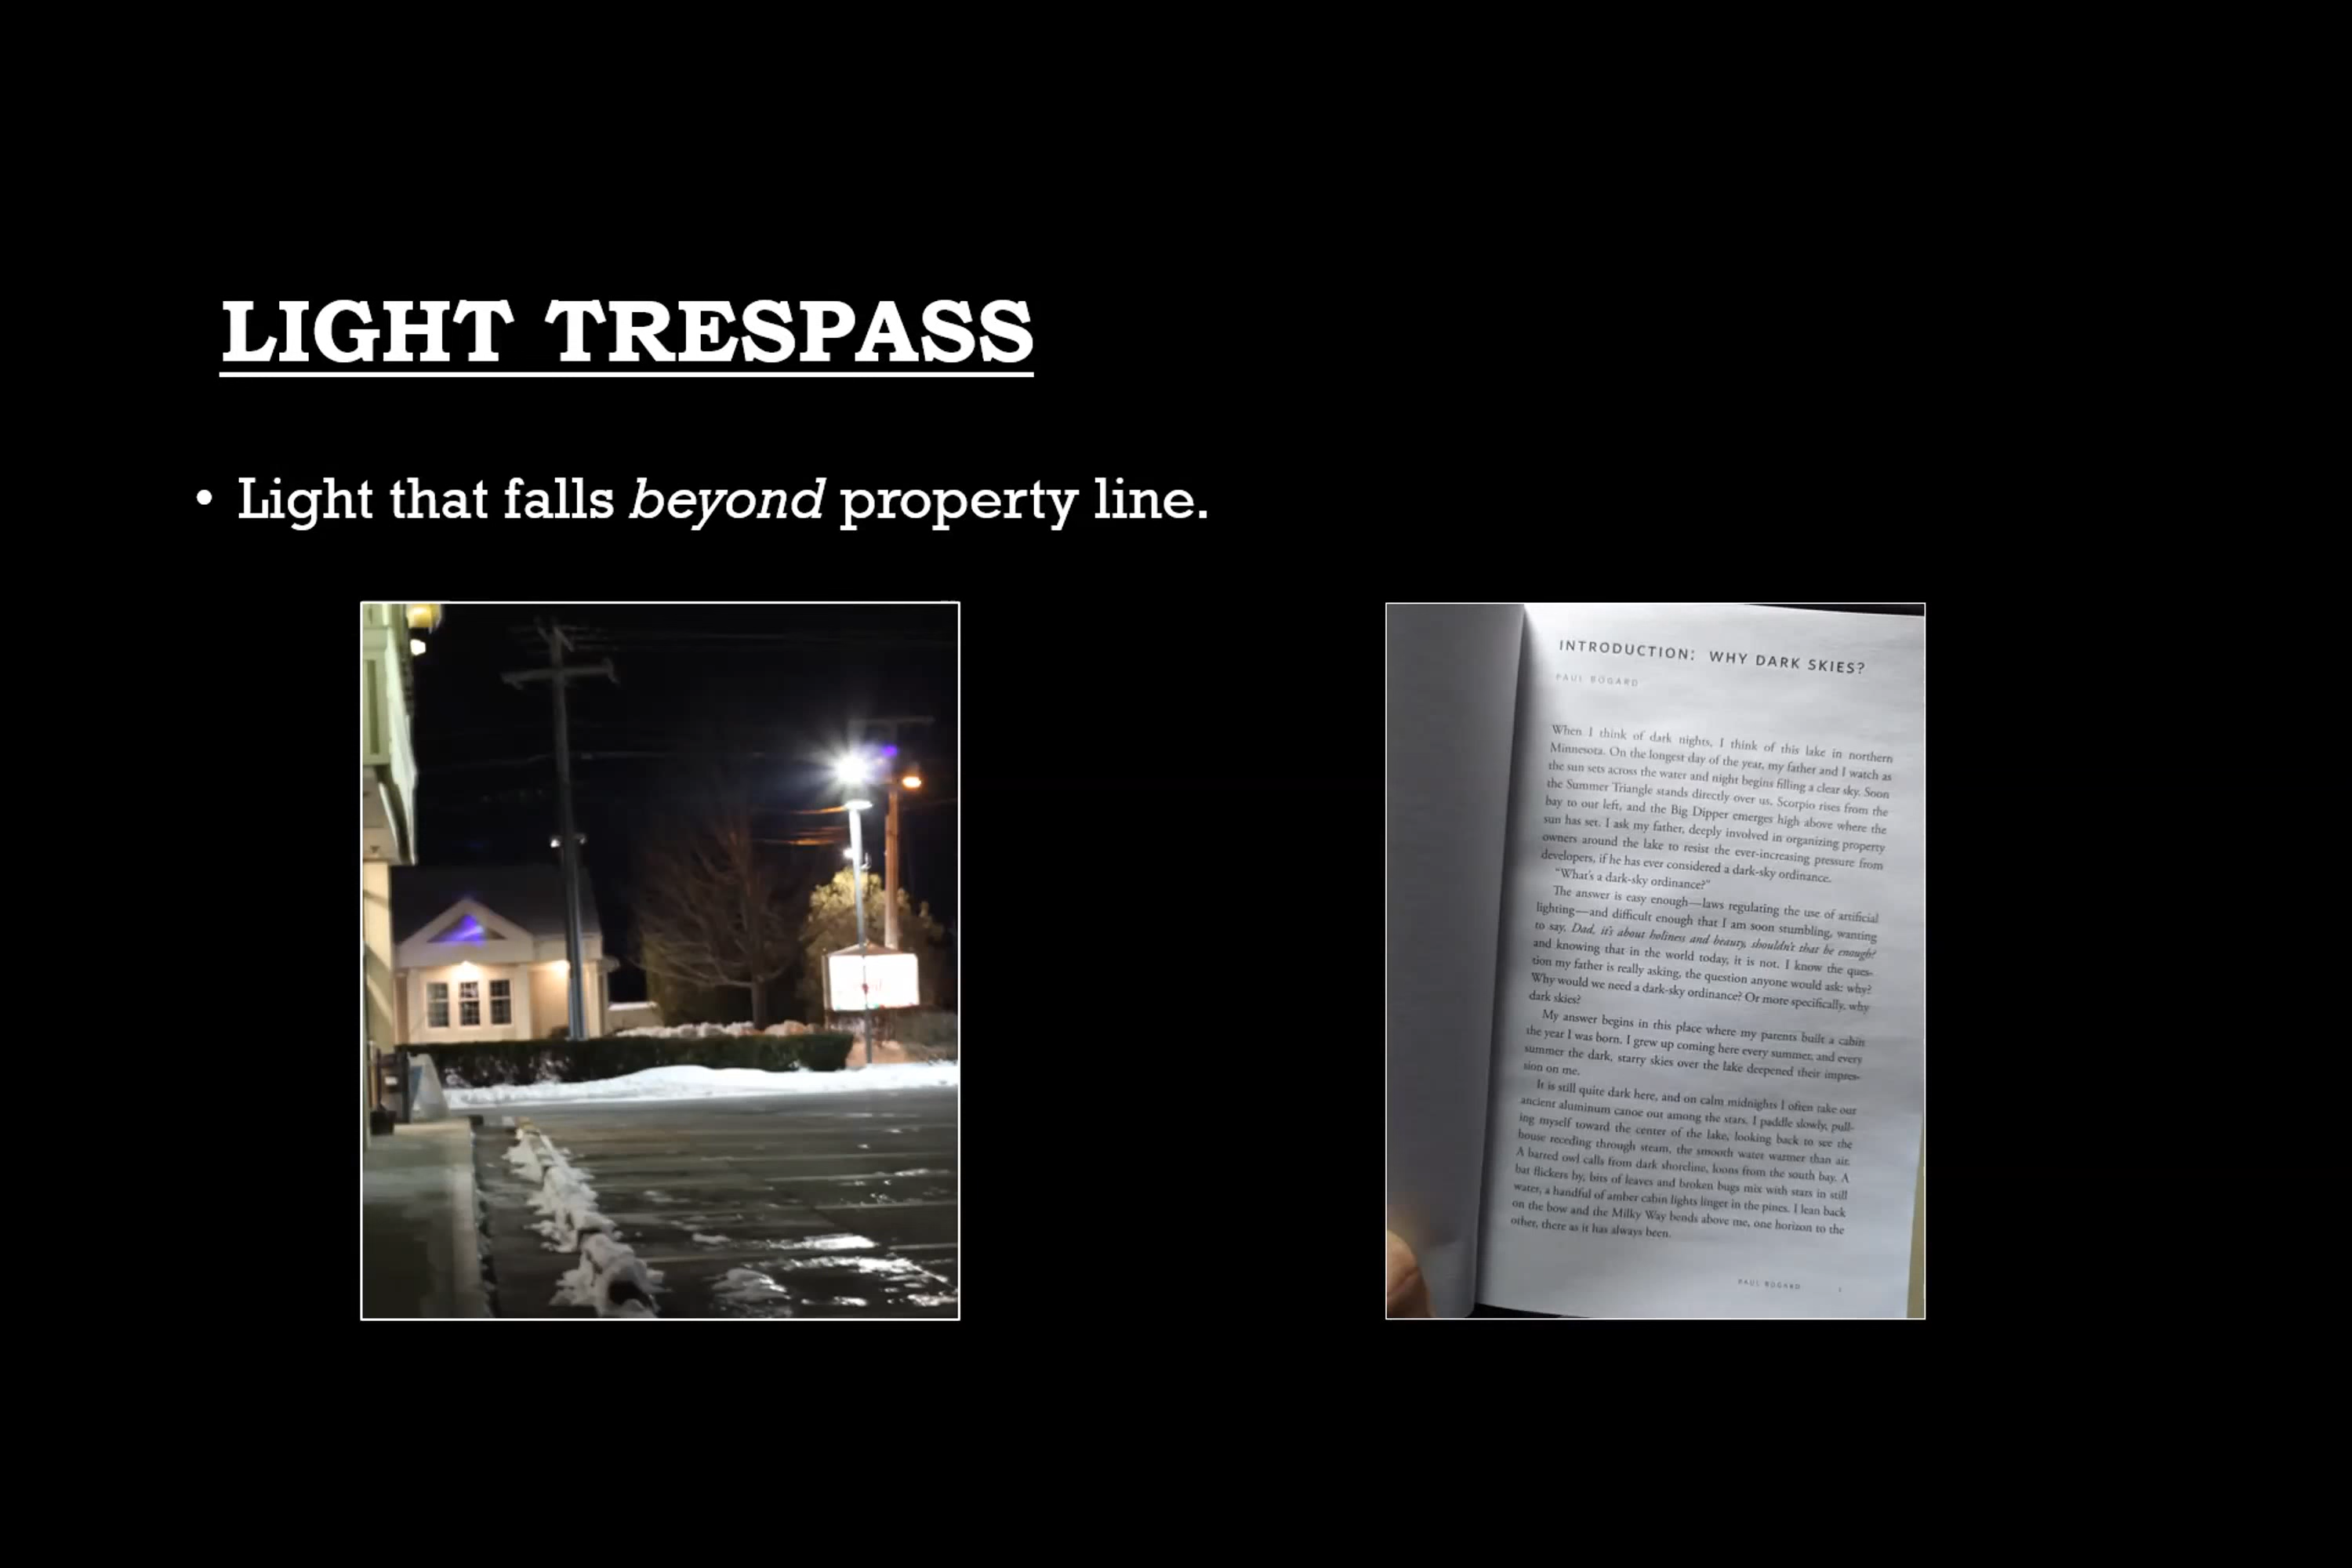 LIGHT TRESPASS
• Light that falls beyond property line.
INTRODUCTION: WHY DARK SKIES?
PAUL BOGARD
When I think of dark nights, I think of this lake in northern
Minnesota. On the longest day of the year, my father and I watch as
the sun sets across the water and night begins filling a clear sky. Soon
the Summer Triangle stands directly over us, Scorpio rises from the
bay to our left, and the Big Dipper emerges high above where the
sun has set. I ask my father, deeply involved in organizing property
owners around the lake to resist the ever-increasing pressure from
developers, if he has ever considered a dark-sky ordinance.
"What's a dark-sky ordinance?"
The answer is easy enough—laws regulating the use of artificial
lighting—and difficult enough that I am soon stumbling, wanting
to say, Dad, it's about holiness and beauty, shouldn't that be enough?
and knowing that in the world today, it is not. I know the ques-
tion my father is really asking, the question anyone would ask: why?
Why would we need a dark-sky ordinance? Or more specifically, why
dark skies?
My answer begins in this place where my parents built a cabin
the year I was born. I grew up coming here every summer, and every
summer the dark, starry skies over the lake deepened their impres-
sion on me.
It is still quite dark here, and on calm midnights I often take our
ancient aluminum canoe out among the stars. I paddle slowly, pull-
ing myself toward the center of the lake, looking back to see the
house receding through steam, the smooth water warmer than air.
A barred owl calls from dark shoreline, loons from the south bay. A
bat flickers by, bits of leaves and broken bugs mix with stars in still
water, a handful of amber cabin lights linger in the pines. I lean back
on the bow and the Milky Way bends above me, one horizon to the
other, there as it has always been.
PAUL BOGARD